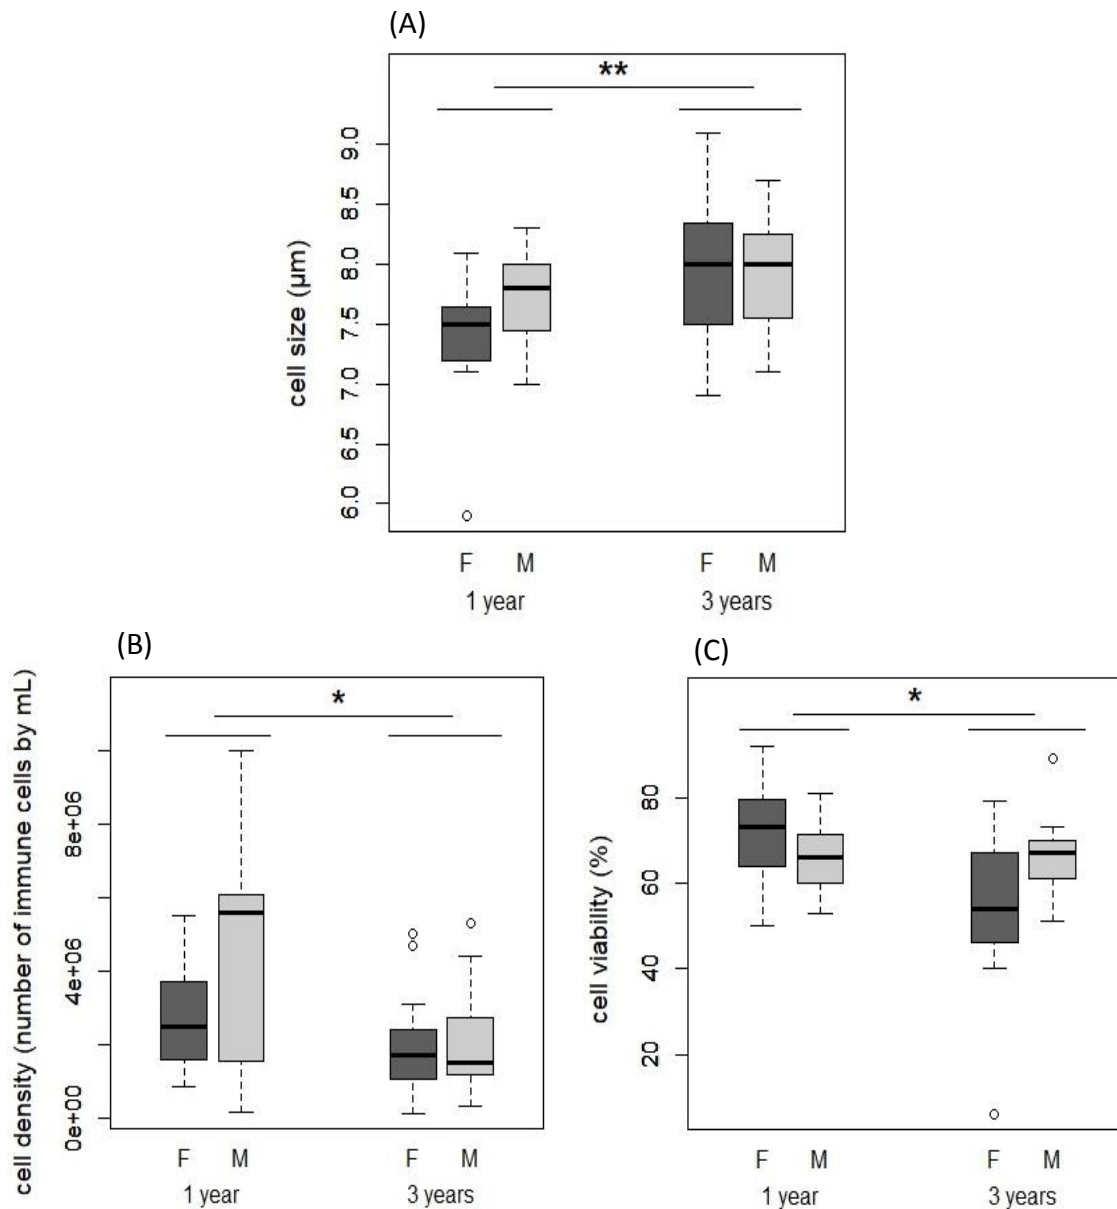 (A)
**
cell size (µm)
9.0
8.5
8.0
7.5
7.0
6.5
6.0
F M F M
1 year 3 years
(B)
*
cell density (number of immune cells by mL)
8e+06
4e+06
0e+00
F M F M
1 year 3 years
(C)
*
cell viability (%)
80
60
40
20
F M F M
1 year 3 years